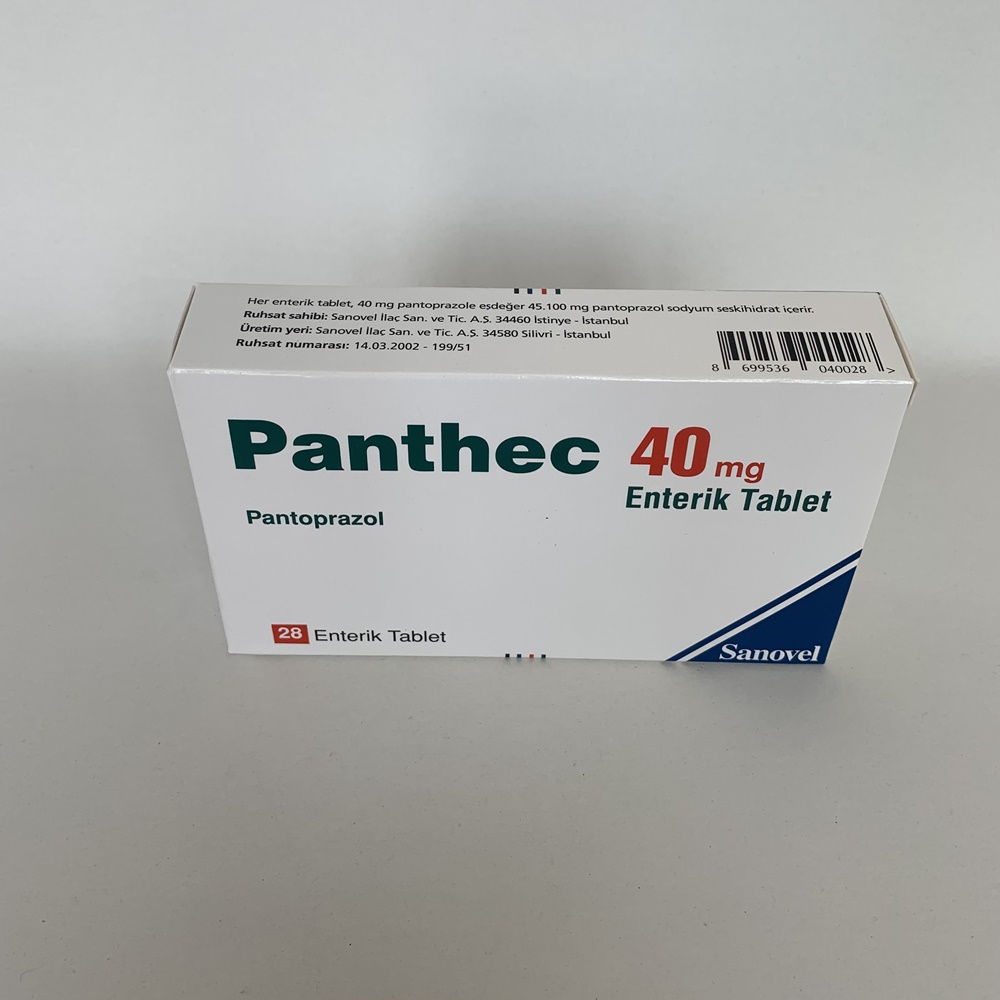 Her enterik tablet, 40 mg pantoprazole eşdeğer 45.100 mg pantoprazol sodyum seskihidrat içerir.
Ruhsat sahibi: Sanovel İlaç San. ve Tic. A.Ş. 34460 İstinye - İstanbul
Üretim yeri: Sanovel İlaç San. ve Tic. A.Ş. 34580 Silivri - İstanbul
Ruhsat numarası: 14.03.2002 - 199/51
8 699536 040028 >
Panthec 40 mg
Enterik Tablet
Pantoprazol
28 Enterik Tablet
Sanovel